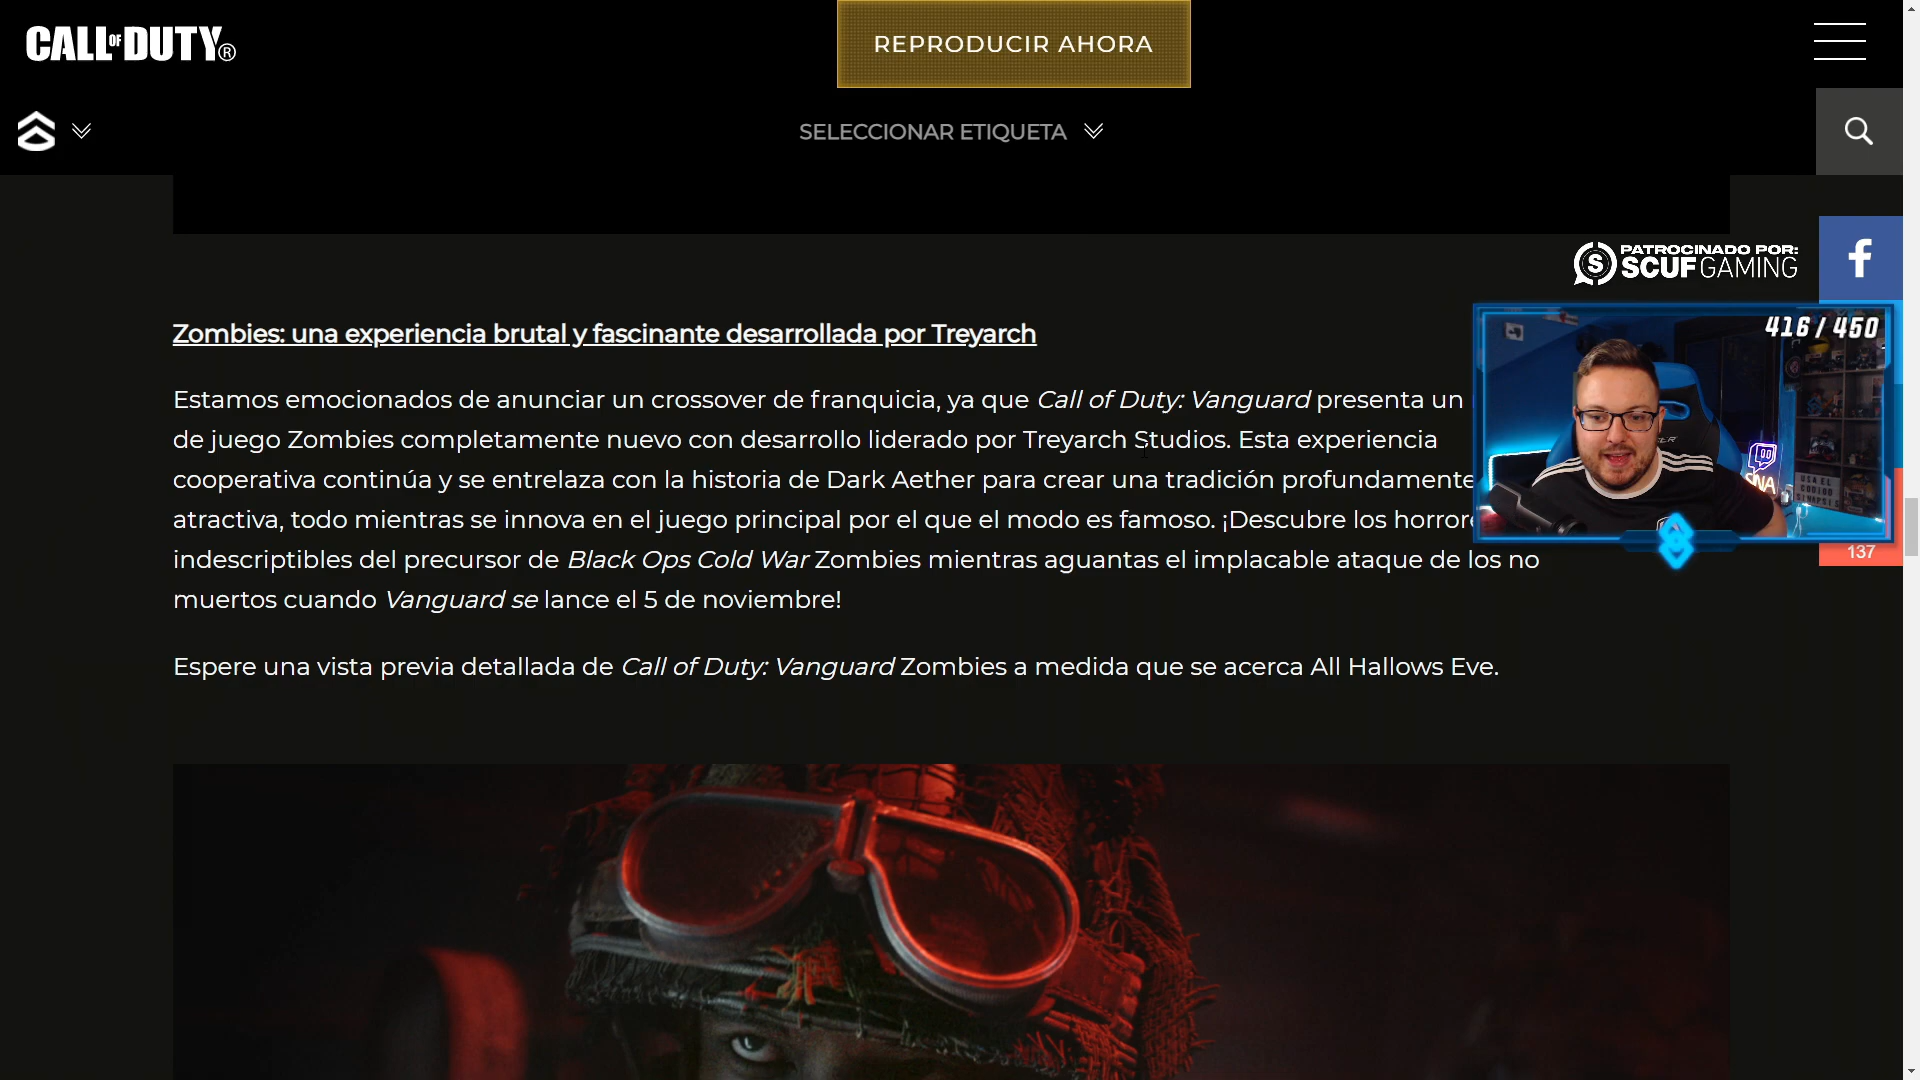 CALL OF DUTY®
REPRODUCIR AHORA
SELECCIONAR ETIQUETA
PATROCINADO POR:
SCUF GAMING
416 / 450
Zombies: una experiencia brutal y fascinante desarrollada por Treyarch
Estamos emocionados de anunciar un crossover de franquicia, ya que Call of Duty: Vanguard presenta un
de juego Zombies completamente nuevo con desarrollo liderado por Treyarch Studios. Esta experiencia
cooperativa continúa y se entrelaza con la historia de Dark Aether para crear una tradición profundamente
atractiva, todo mientras se innova en el juego principal por el que el modo es famoso. ¡Descubre los horrore
indescriptibles del precursor de Black Ops Cold War Zombies mientras aguantas el implacable ataque de los no
muertos cuando Vanguard se lance el 5 de noviembre!
Espere una vista previa detallada de Call of Duty: Vanguard Zombies a medida que se acerca All Hallows Eve.
137
USA EL
CODIGO